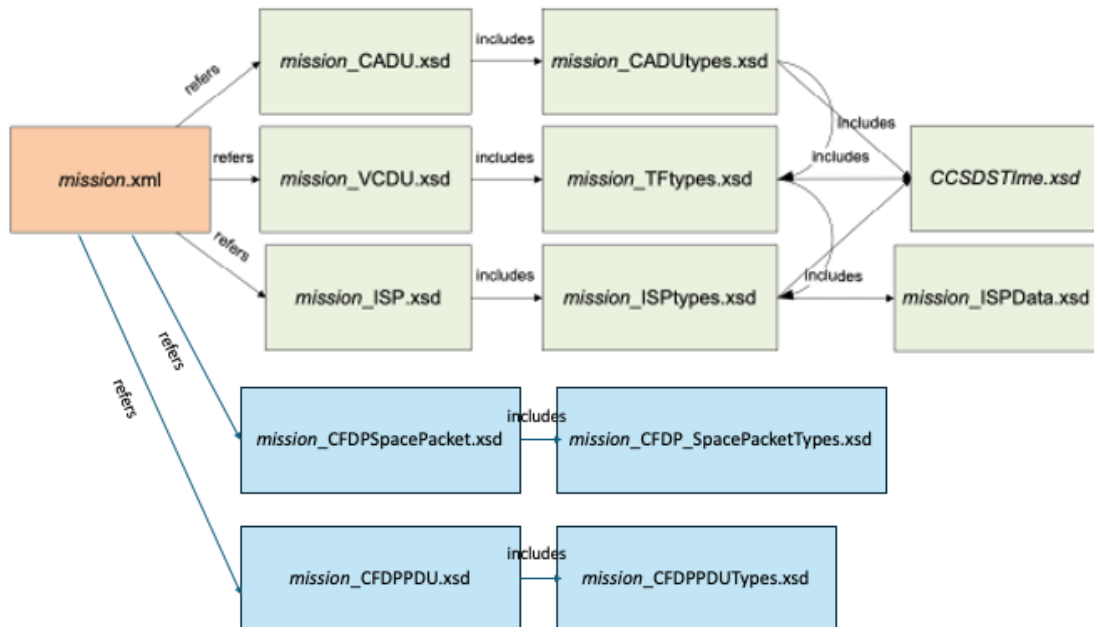 mission_CADU.xsd
includes
mission_CADUtypes.xsd
refers
includes
mission.xml
refers
mission_VCDU.xsd
includes
mission_TFtypes.xsd
includes
CCSDSTIme.xsd
refers
mission_ISP.xsd
includes
mission_ISPtypes.xsd
includes
mission_ISPData.xsd
refers
refers
mission_CFDPSpacePacket.xsd
includes
mission_CFDP_SpacePacketTypes.xsd
mission_CFDPPDU.xsd
includes
mission_CFDPPDUTypes.xsd